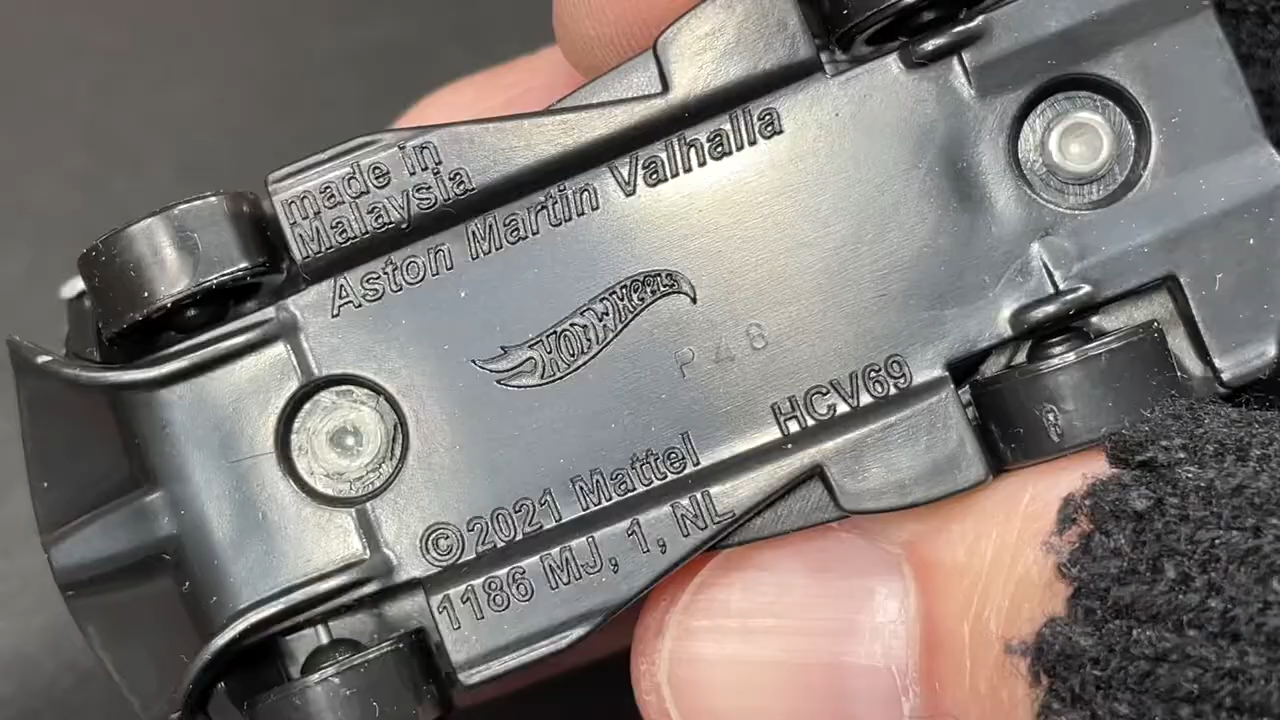 made in
Malaysia
Aston Martin Valhalla
HOT WHEELS
P48
HCV69
©2021 Mattel
1186 MJ, 1, NL